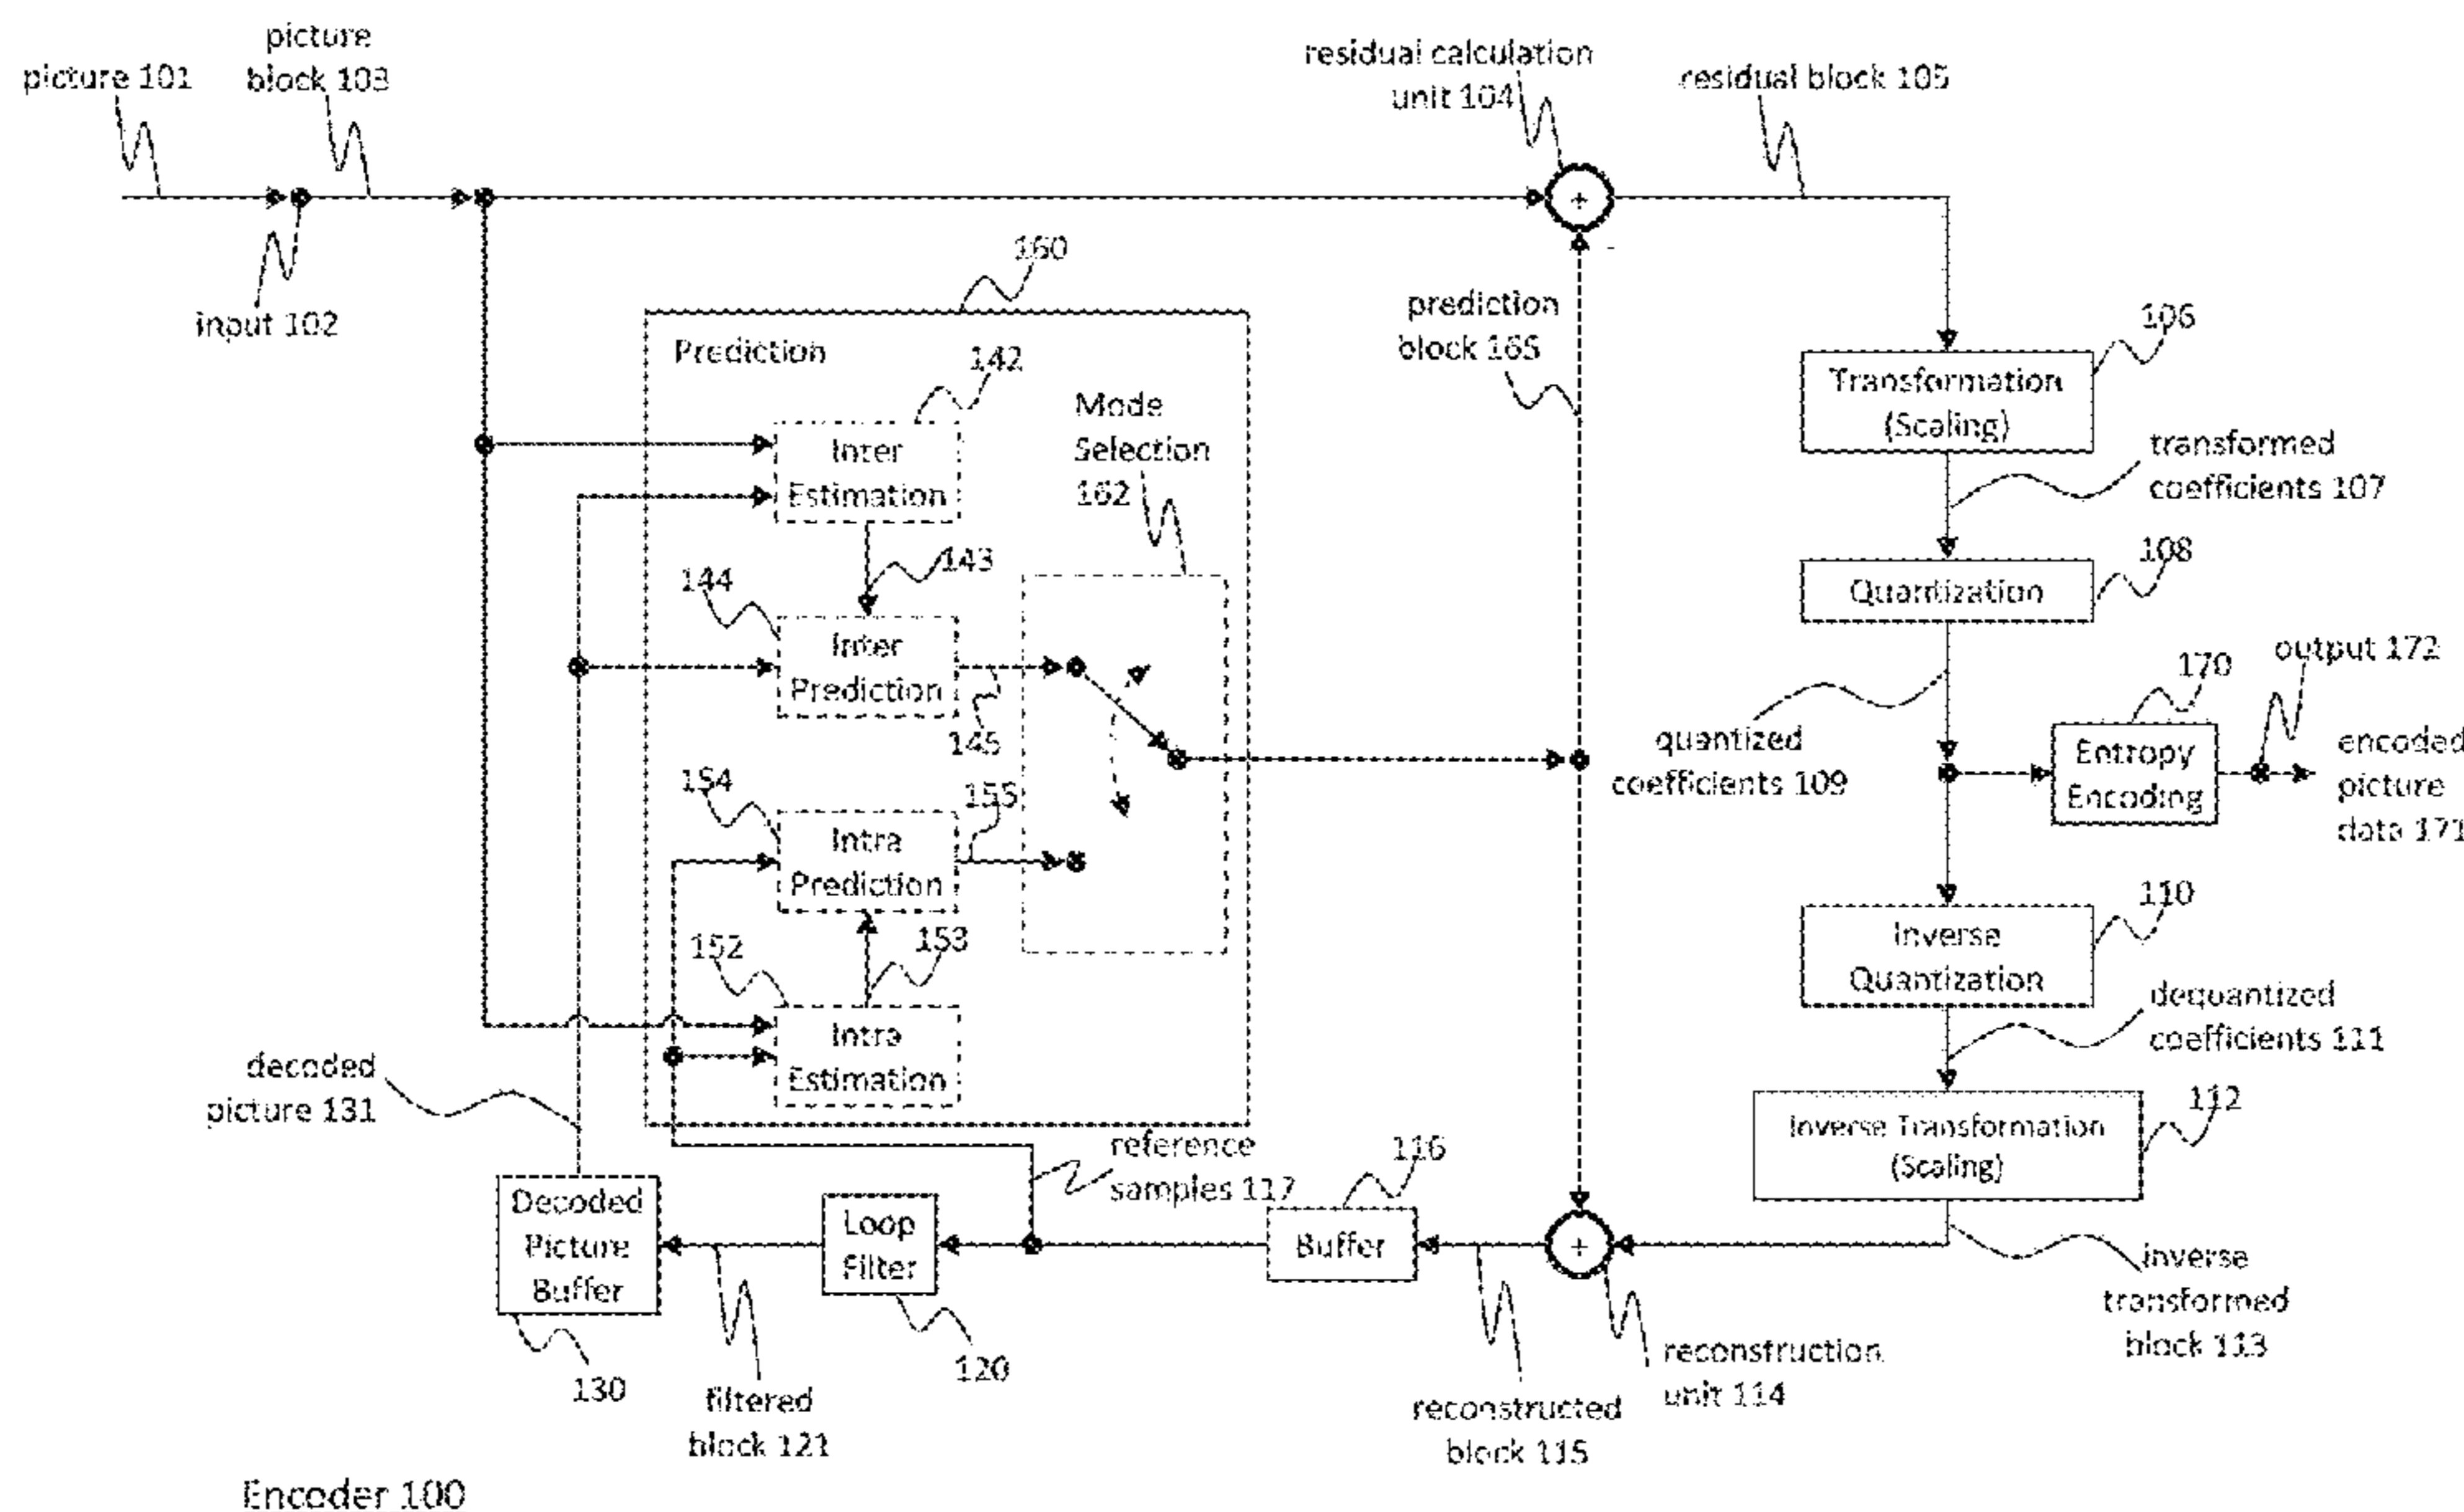 picture 101
picture
block 103
input 102
residual calculation
unit 104
+
-
residual block 105
160
Prediction
142
Inter
Estimation
143
144
Inter
Prediction
145
Mode
Selection
162
154
Intra
Prediction
155
152
153
Intra
Estimation
prediction
block 165
106
Transformation
(Scaling)
transformed
coefficients 107
108
Quantization
quantized
coefficients 109
170
Entropy
Encoding
output 172
encoded
picture
data 171
110
Inverse
Quantization
dequantized
coefficients 111
112
Inverse Transformation
(Scaling)
inverse
transformed
block 113
+
reconstruction
unit 114
reconstructed
block 115
116
Buffer
reference
samples 117
Loop
Filter
120
filtered
block 121
Decoded
Picture
Buffer
130
decoded
picture 131
Encoder 100